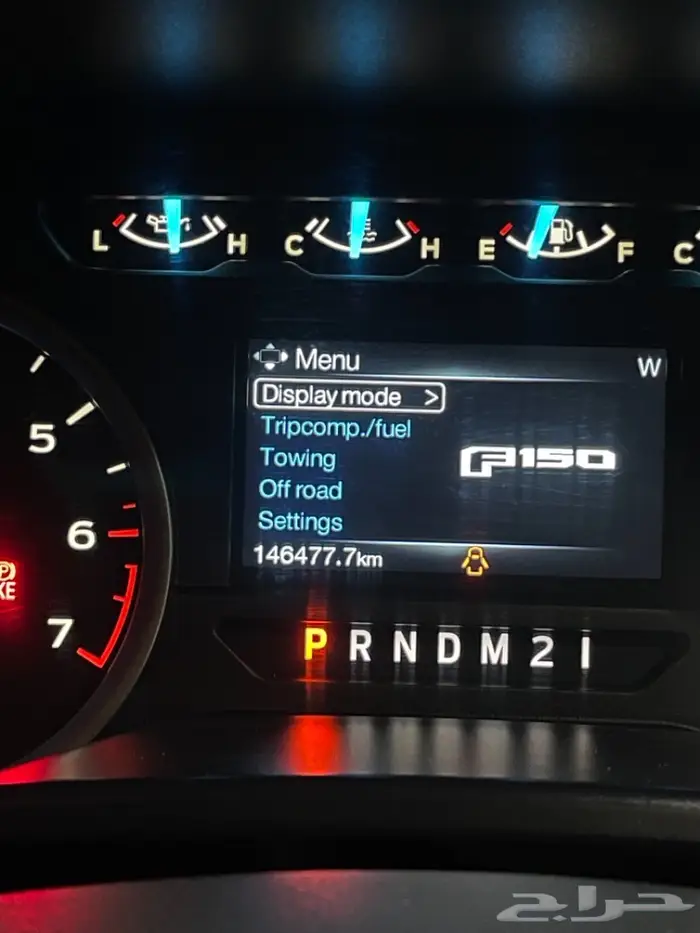 L H C H E F C
Menu W
Display mode >
Tripcomp./fuel
Towing
Off road
Settings
F150
146477.7km
5
6
7
P R N D M 2 1
حراج